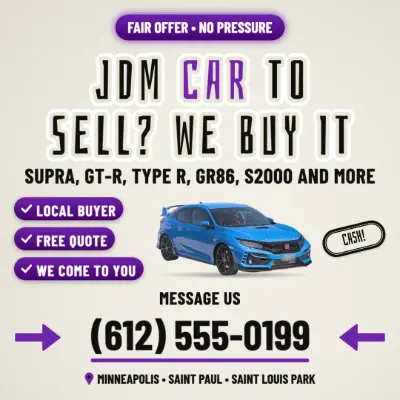 FAIR OFFER • NO PRESSURE
JDM CAR TO
SELL? WE BUY IT
SUPRA, GT-R, TYPE R, GR86, S2000 AND MORE
LOCAL BUYER
FREE QUOTE
WE COME TO YOU
CASH!
MESSAGE US
(612) 555-0199
MINNEAPOLIS • SAINT PAUL • SAINT LOUIS PARK